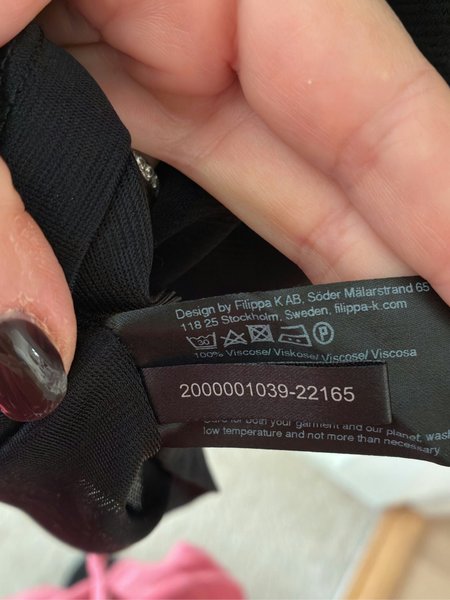 Design by Filippa K AB, Söder Mälarstrand 65
118 25 Stockholm, Sweden, filippa-k.com
30 P
100% Viscose/ Viskose/ Viscose/ Viscosa
2000001039-22165
Care for both your garment and our planet, wash
low temperature and not more than necessary